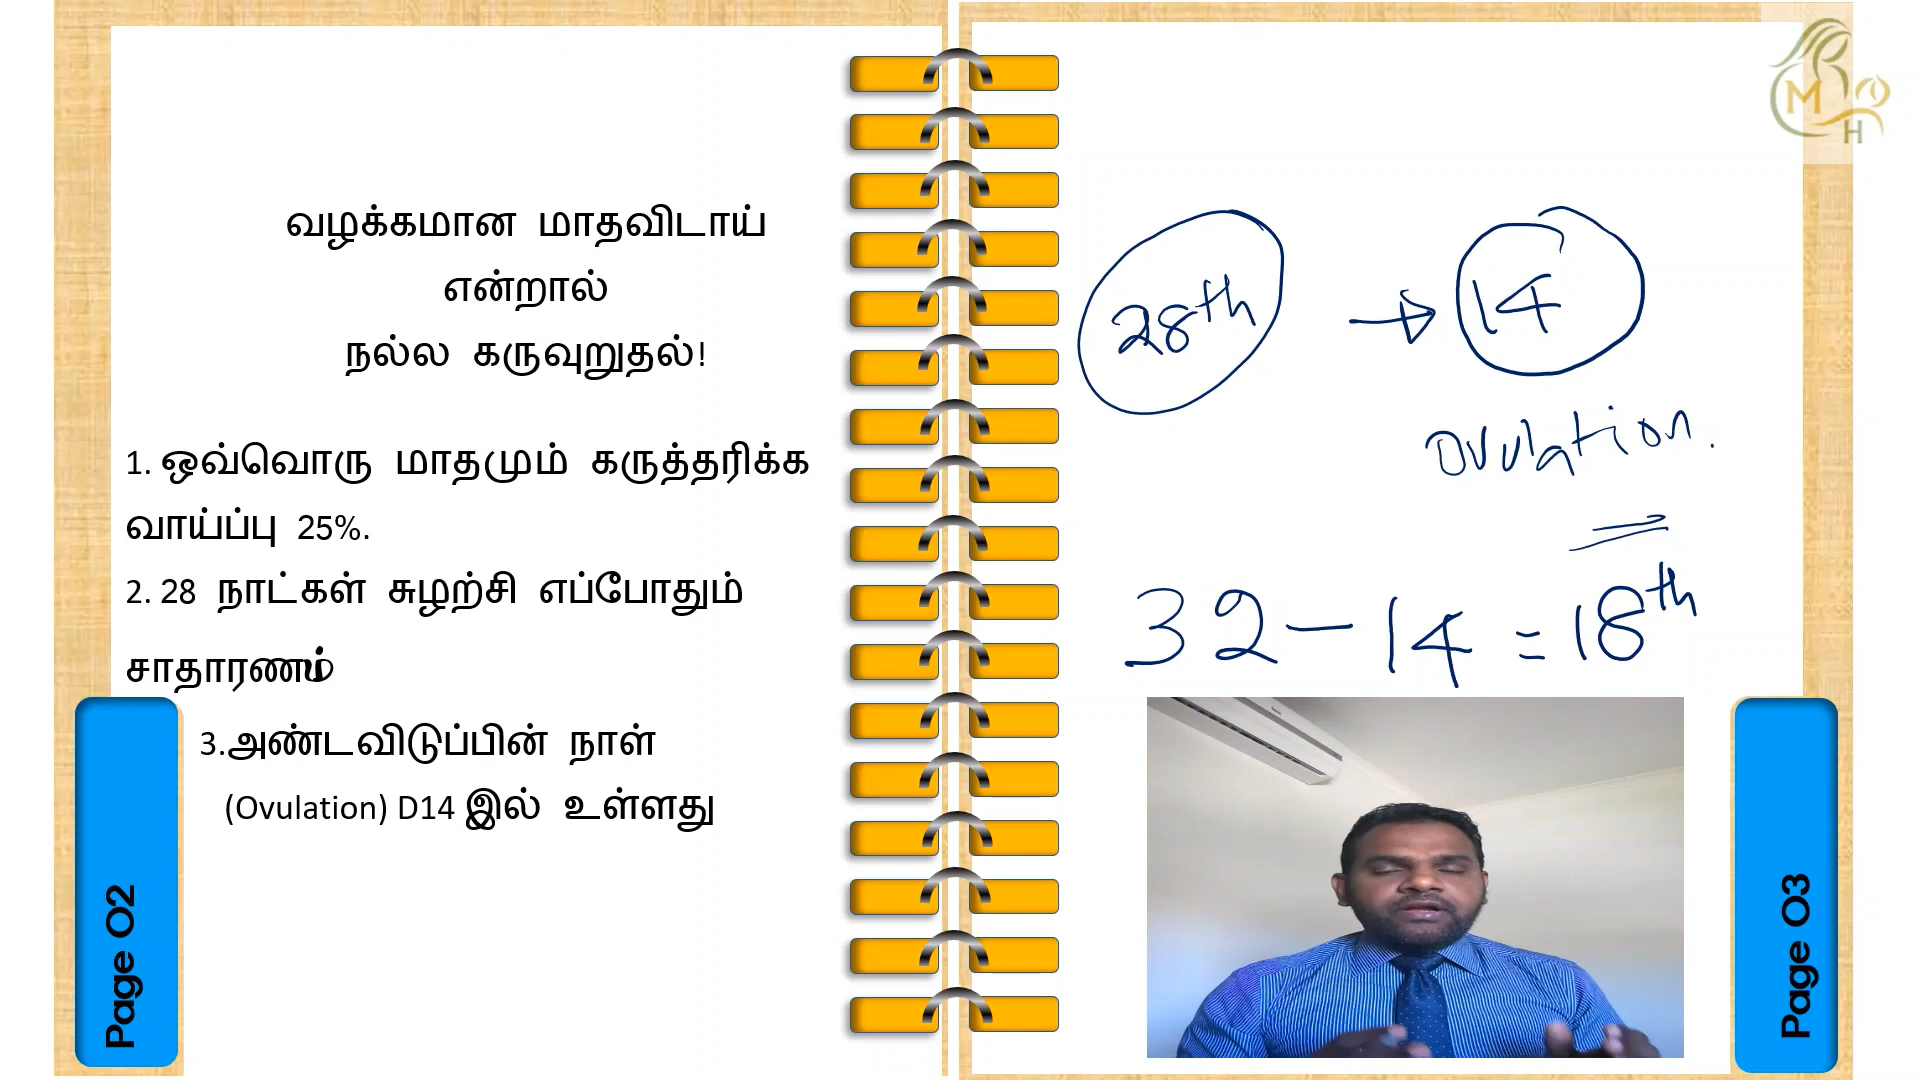 வழக்கமான மாதவிடாய்
என்றால்
நல்ல கருவுறுதல்!
1. ஒவ்வொரு மாதமும் கருத்தரிக்க
வாய்ப்பு 25%.
2. 28 நாட்கள் சுழற்சி எப்போதும்
சாதாரணம்
3.அண்டவிடுப்பின் நாள்
(Ovulation) D14 இல் உள்ளது
Page 02
M
H
28th → 14
ovulation.
32 - 14 = 18th
Page 03